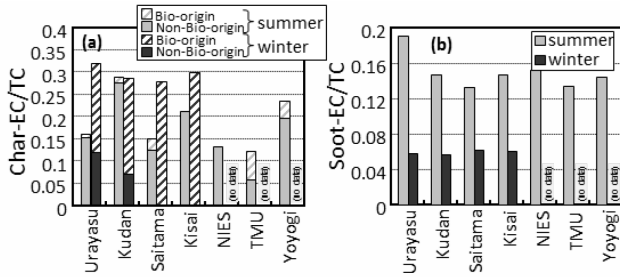 Bio-origin
Non-Bio-origin
summer
Bio-origin
Non-Bio-origin
winter
(a)
Char-EC/TC
0.4
0.35
0.3
0.25
0.2
0.15
0.1
0.05
0
(no data)
(no data)
(no data)
Urayasu
Kudan
Saitama
Kisai
NIES
TMU
Yoyogi
(b)
summer
winter
Soot-EC/TC
0.2
0.16
0.12
0.08
0.04
0
(no data)
(no data)
(no data)
Urayasu
Kudan
Saitama
Kisai
NIES
TMU
Yoyogi